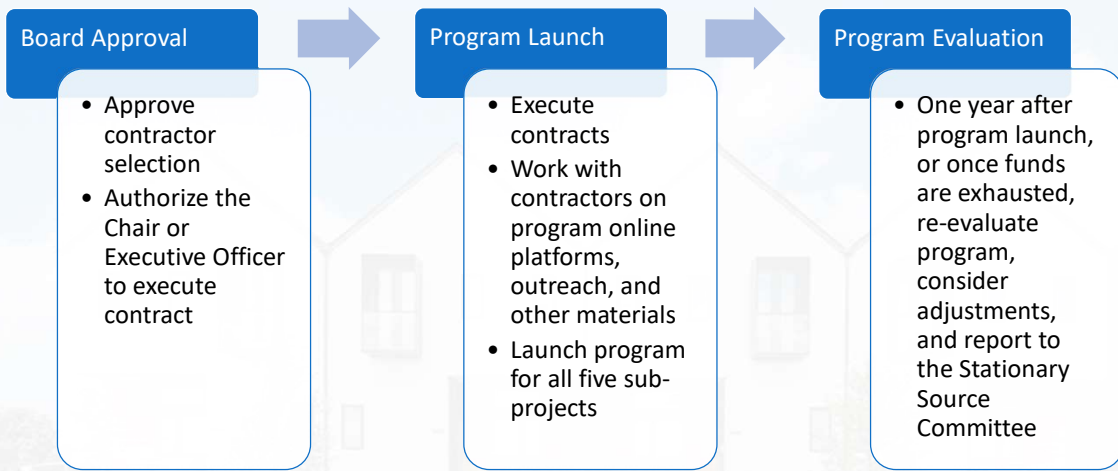 Board Approval
• Approve
contractor
selection
• Authorize the
Chair or
Executive Officer
to execute
contract
Program Launch
• Execute
contracts
• Work with
contractors on
program online
platforms,
outreach, and
other materials
• Launch program
for all five sub-
projects
Program Evaluation
• One year after
program launch,
or once funds
are exhausted,
re-evaluate
program,
consider
adjustments,
and report to
the Stationary
Source
Committee